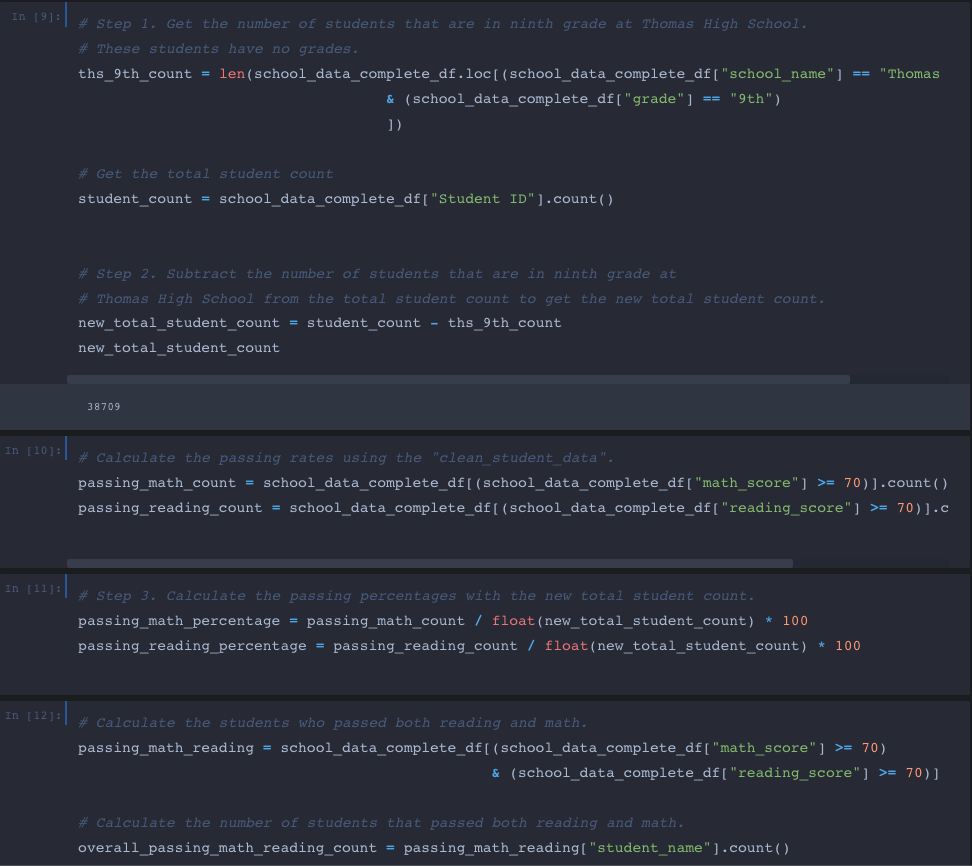 In [9]:
# Step 1. Get the number of students that are in ninth grade at Thomas High School.
# These students have no grades.
ths_9th_count = len(school_data_complete_df.loc[(school_data_complete_df["school_name"] == "Thomas
& (school_data_complete_df["grade"] == "9th")
])
# Get the total student count
student_count = school_data_complete_df["Student ID"].count()
# Step 2. Subtract the number of students that are in ninth grade at
# Thomas High School from the total student count to get the new total student count.
new_total_student_count = student_count - ths_9th_count
new_total_student_count
38709
In [10]:
# Calculate the passing rates using the "clean_student_data".
passing_math_count = school_data_complete_df[(school_data_complete_df["math_score"] >= 70)].count()
passing_reading_count = school_data_complete_df[(school_data_complete_df["reading_score"] >= 70)].c
In [11]:
# Step 3. Calculate the passing percentages with the new total student count.
passing_math_percentage = passing_math_count / float(new_total_student_count) * 100
passing_reading_percentage = passing_reading_count / float(new_total_student_count) * 100
In [12]:
# Calculate the students who passed both reading and math.
passing_math_reading = school_data_complete_df[(school_data_complete_df["math_score"] >= 70)
& (school_data_complete_df["reading_score"] >= 70)]
# Calculate the number of students that passed both reading and math.
overall_passing_math_reading_count = passing_math_reading["student_name"].count()